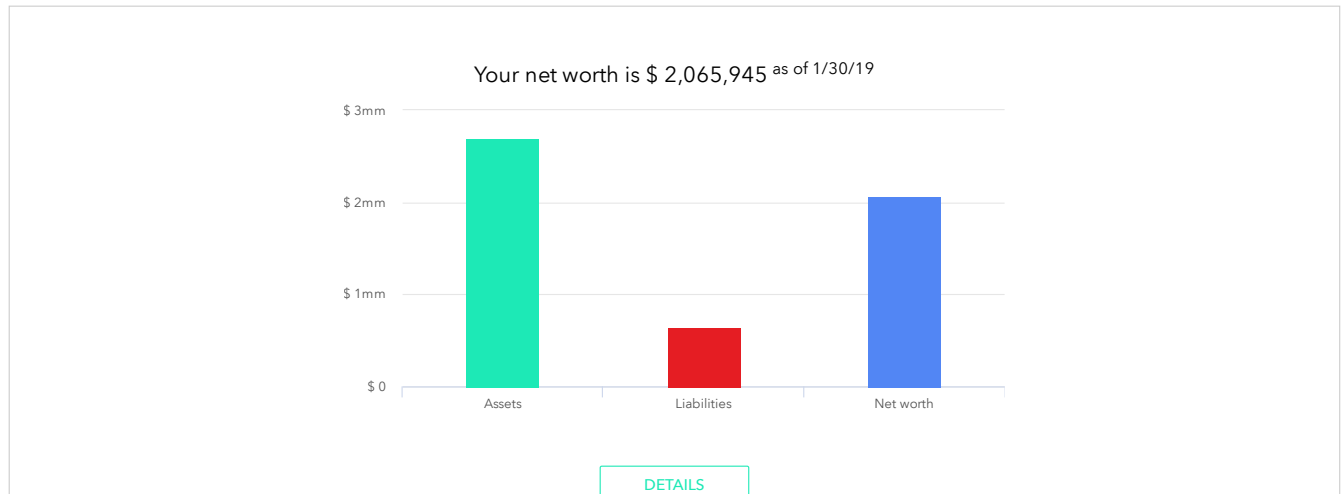 Your net worth is $ 2,065,945 as of 1/30/19
$ 3mm
$ 2mm
$ 1mm
$ 0
Assets Liabilities Net worth
DETAILS